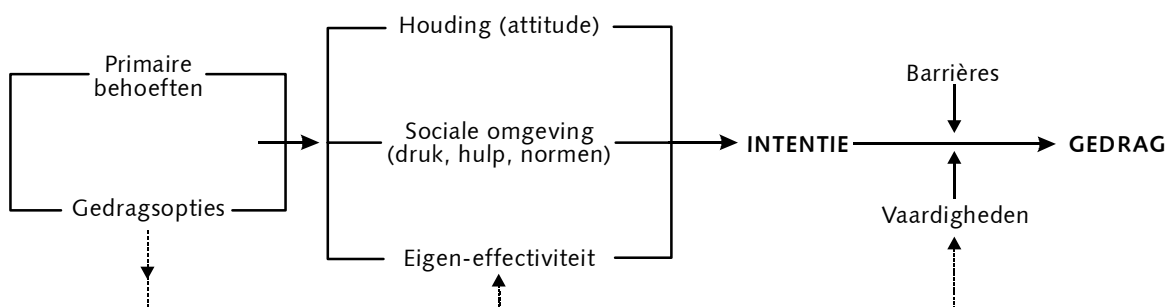 Houding (attitude)
Primaire
behoeften
Barrières
Sociale omgeving
(druk, hulp, normen)
INTENTIE
GEDRAG
Gedragsopties
Vaardigheden
Eigen-effectiviteit